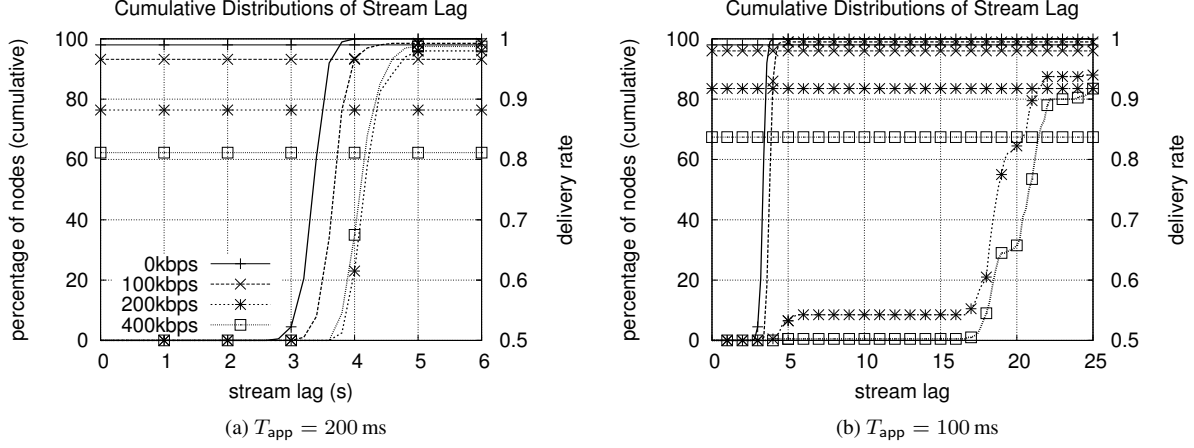 Cumulative Distributions of Stream Lag
percentage of nodes (cumulative)
100
80
60
40
20
0
0 1 2 3 4 5 6
stream lag (s)
1
0.9
0.8
0.7
0.6
0.5
delivery rate
0kbps
100kbps
200kbps
400kbps
(a) T_app = 200 ms
Cumulative Distributions of Stream Lag
percentage of nodes (cumulative)
100
80
60
40
20
0
0 5 10 15 20 25
stream lag
1
0.9
0.8
0.7
0.6
0.5
delivery rate
(b) T_app = 100 ms